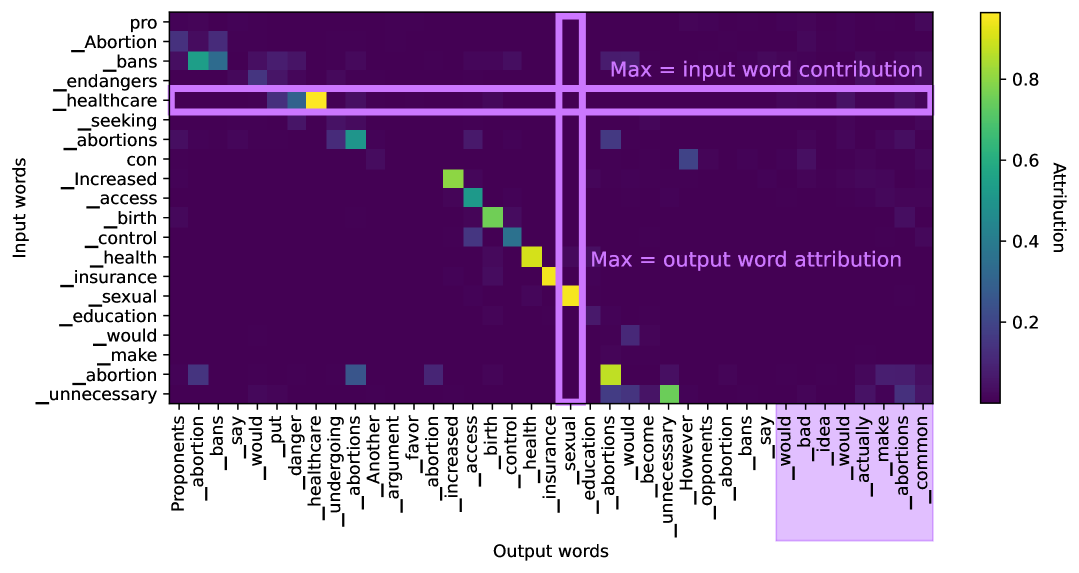 pro
_Abortion
_bans
_endangers
_healthcare
_seeking
_abortions
con
_Increased
_access
_birth
_control
_health
_insurance
_sexual
_education
_would
_make
_abortion
_unnecessary
Input words
Max = input word contribution
Max = output word attribution
Proponents
_abortion
_bans
_say
_would
_put
_danger
_healthcare
_undergoing
_abortions
_Another
_argument
_favor
_abortion
_increased
_access
_birth
_control
_health
_insurance
_sexual
_education
_abortions
_would
_become
_unnecessary
_However
_opponents
_abortion
_bans
_say
_would
_bad
_idea
_would
_actually
_make
_abortions
_common
Output words
0.8
0.6
0.4
0.2
Attribution